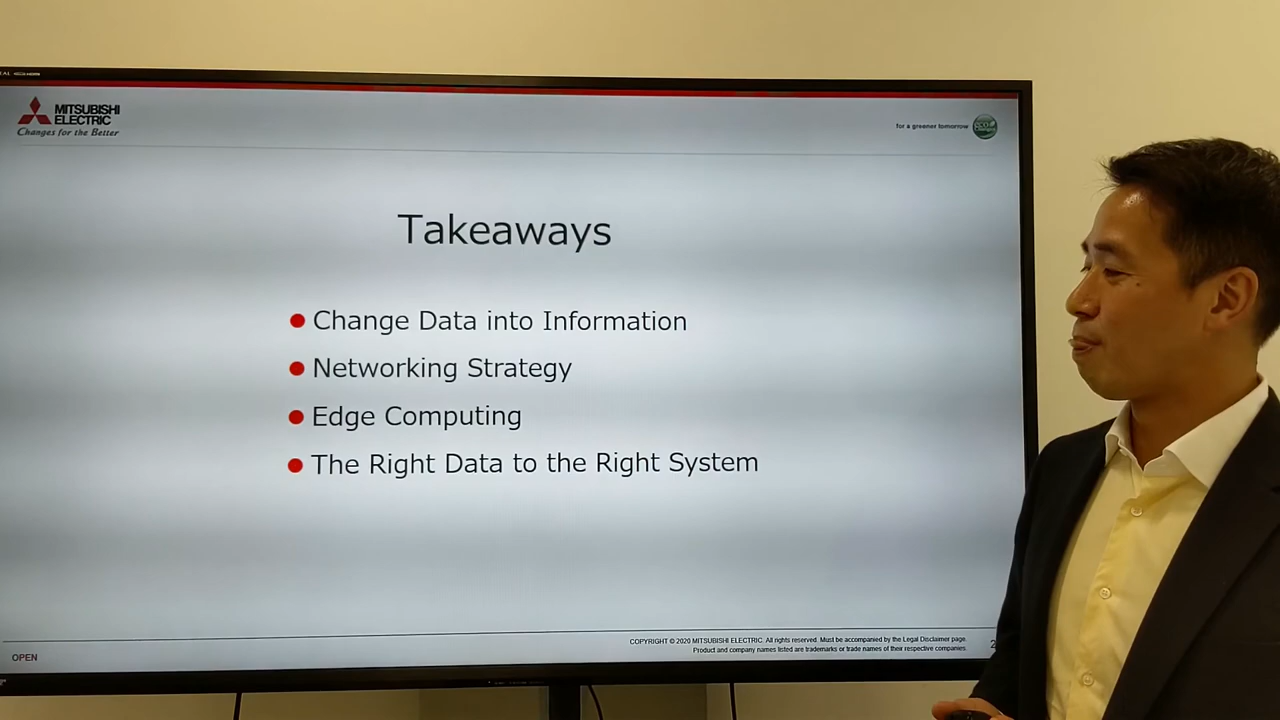 MITSUBISHI
ELECTRIC
Changes for the Better
for a greener tomorrow
eco
Takeaways
Change Data into Information
Networking Strategy
Edge Computing
The Right Data to the Right System
COPYRIGHT © 2020 MITSUBISHI ELECTRIC. All rights reserved. Must be accompanied by the Legal Disclaimer page.
Product and company names listed are trademarks or trade names of their respective companies.
2
OPEN